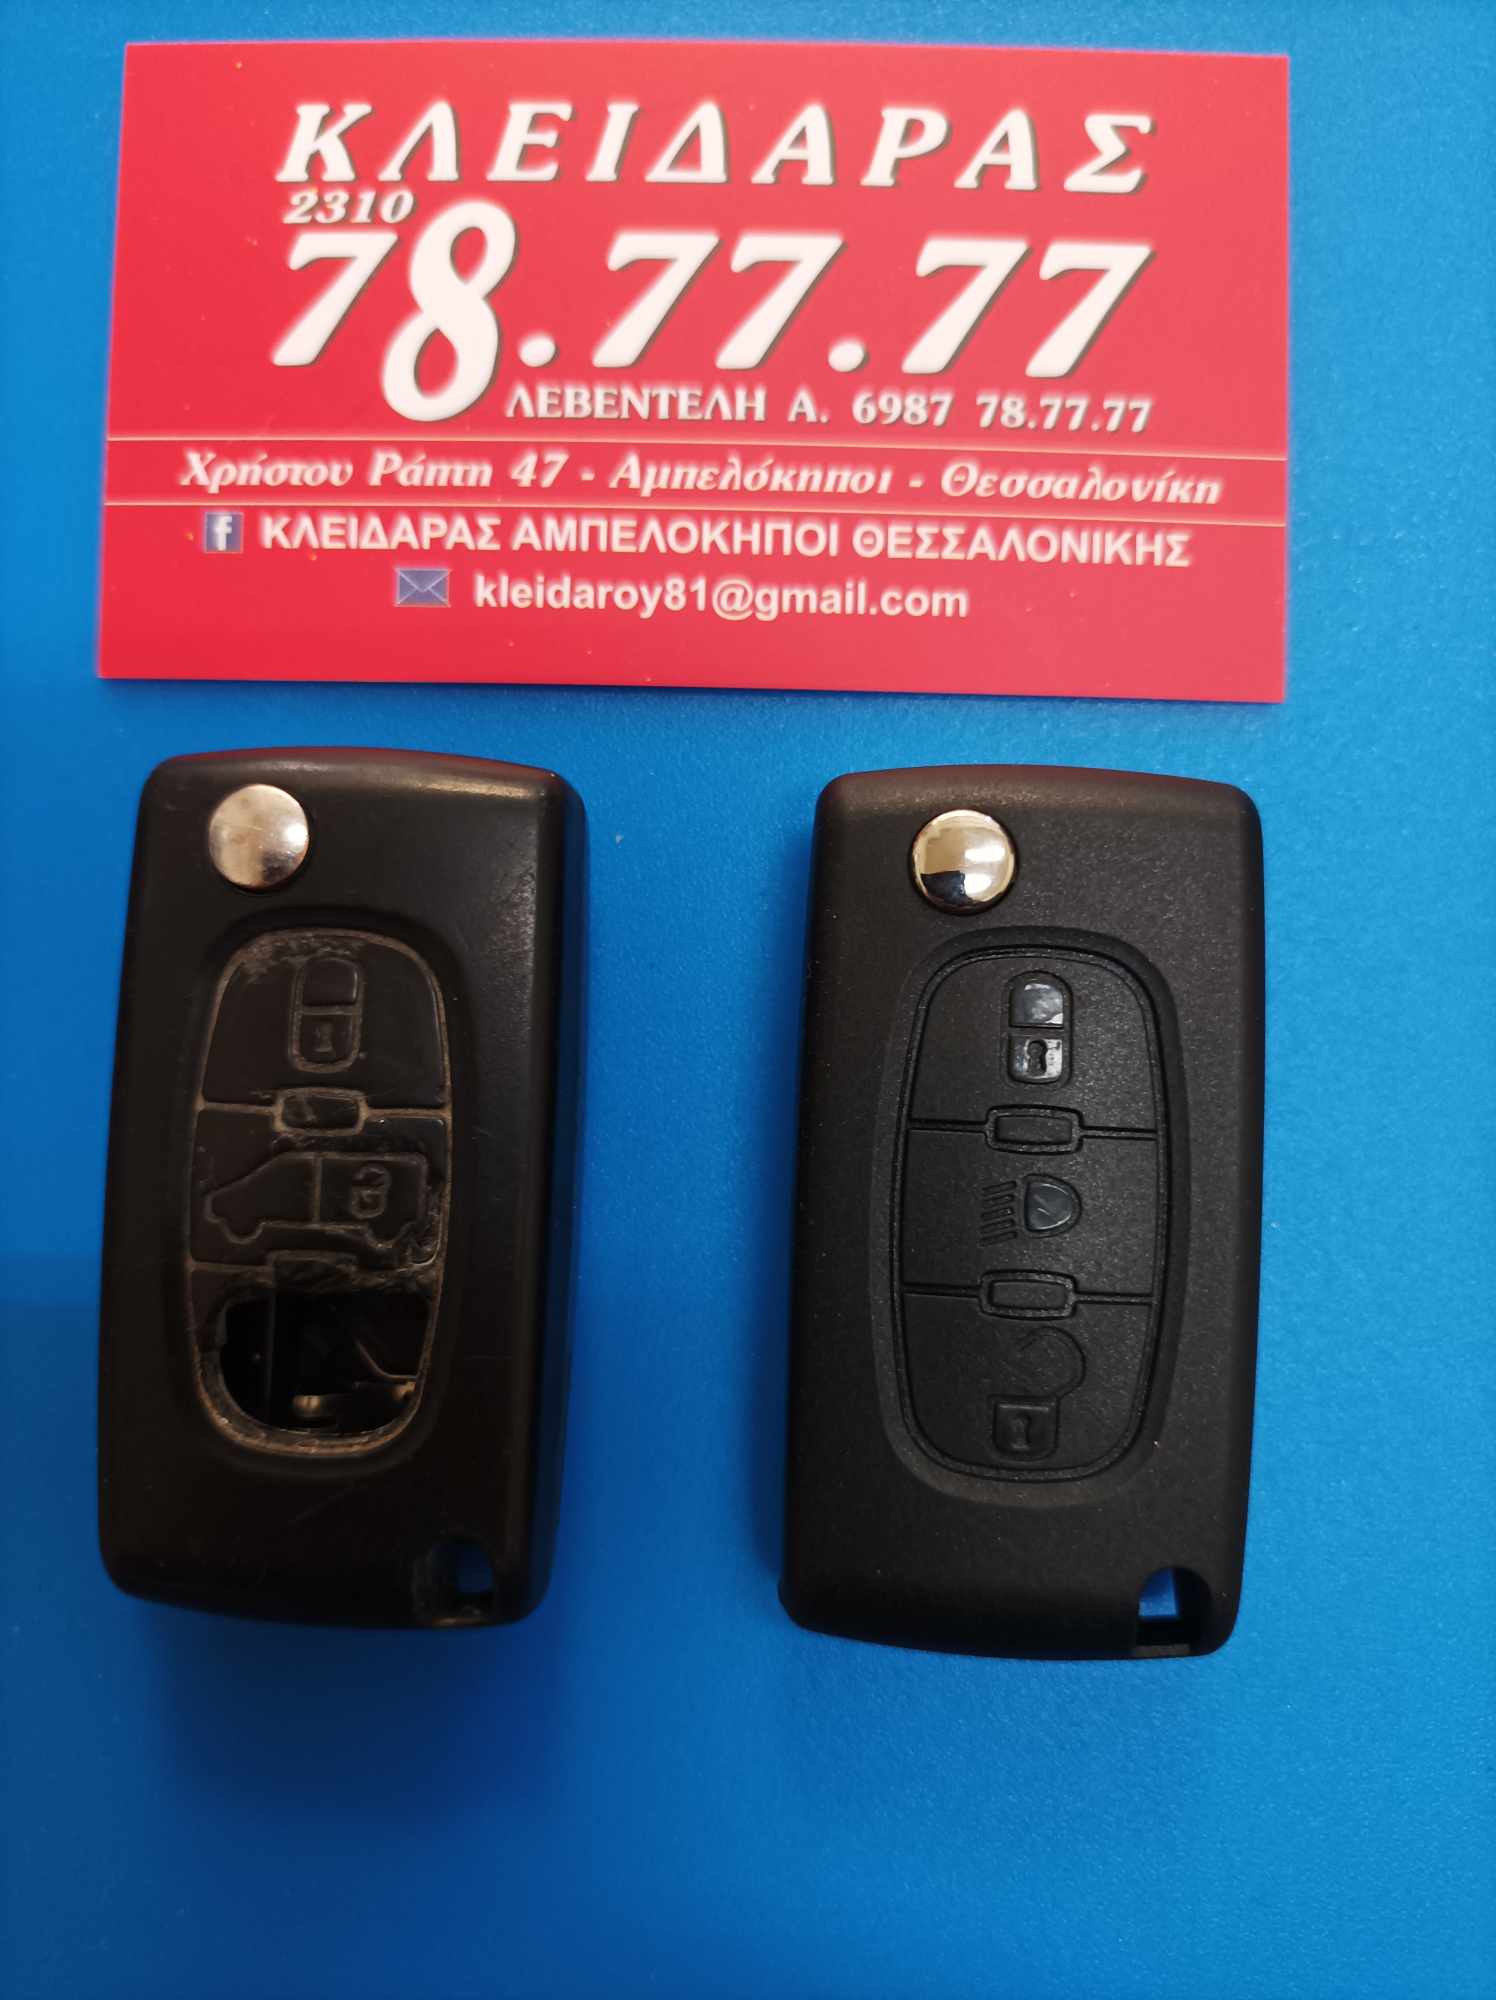 ΚΛΕΙΔΑΡΑΣ
2310
78.77.77
ΛΕΒΕΝΤΕΛΗ Α. 6987 78.77.77
Χρήστου Ράπτη 47 - Αμπελόκηποι - Θεσσαλονίκη
f ΚΛΕΙΔΑΡΑΣ ΑΜΠΕΛΟΚΗΠΟΙ ΘΕΣΣΑΛΟΝΙΚΗΣ
kleidaroy81@gmail.com